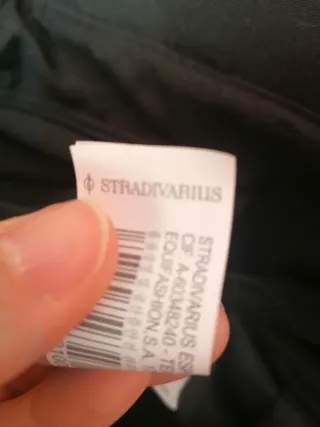 STRADIVARIUS
STRADIVARIUS ES
CIF: A-60348240 - TE
EQUIFASHION S.A.